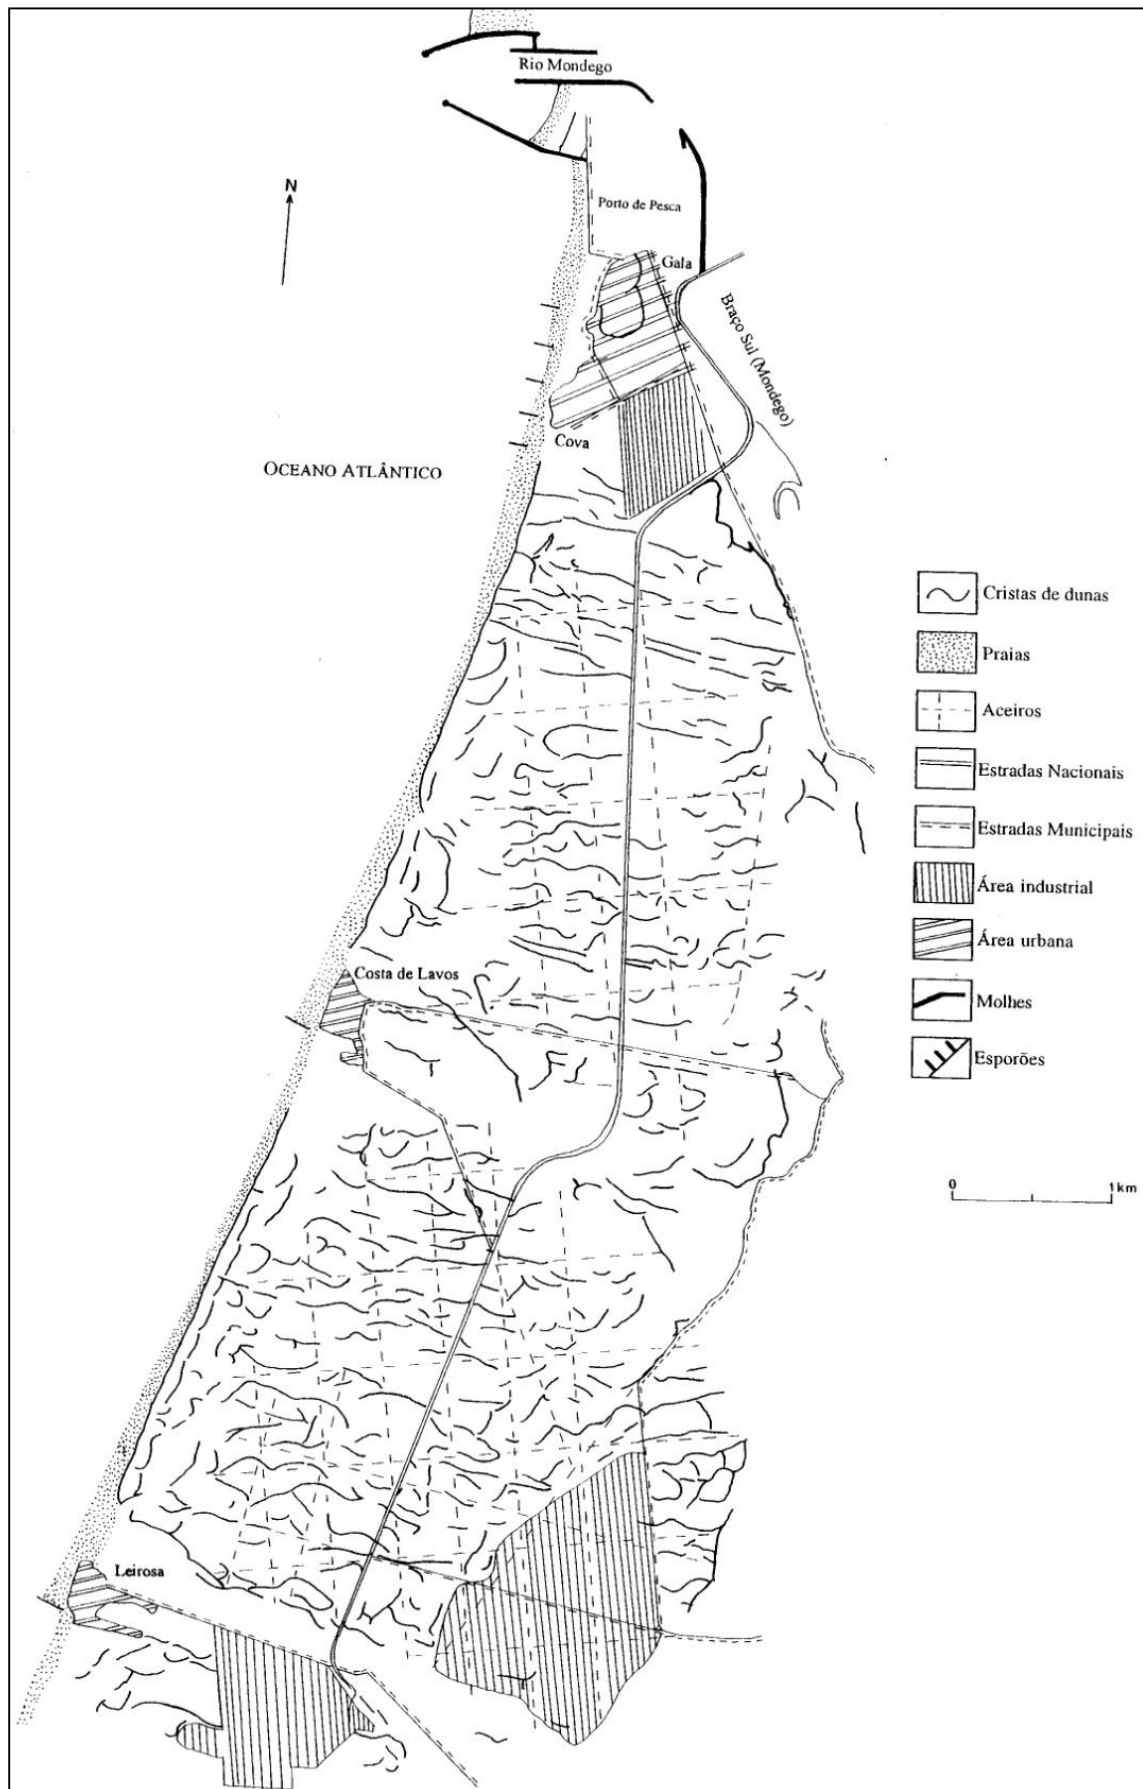 Rio Mondego
N
Porto de Pesca
Gala
Braço Sul (Mondego)
Cova
OCEANO ATLÂNTICO
Cristas de dunas
Praias
Aceiros
Estradas Nacionais
Estradas Municipais
Área industrial
Área urbana
Molhes
Esporões
Costa de Lavos
0 1 km
Leirosa